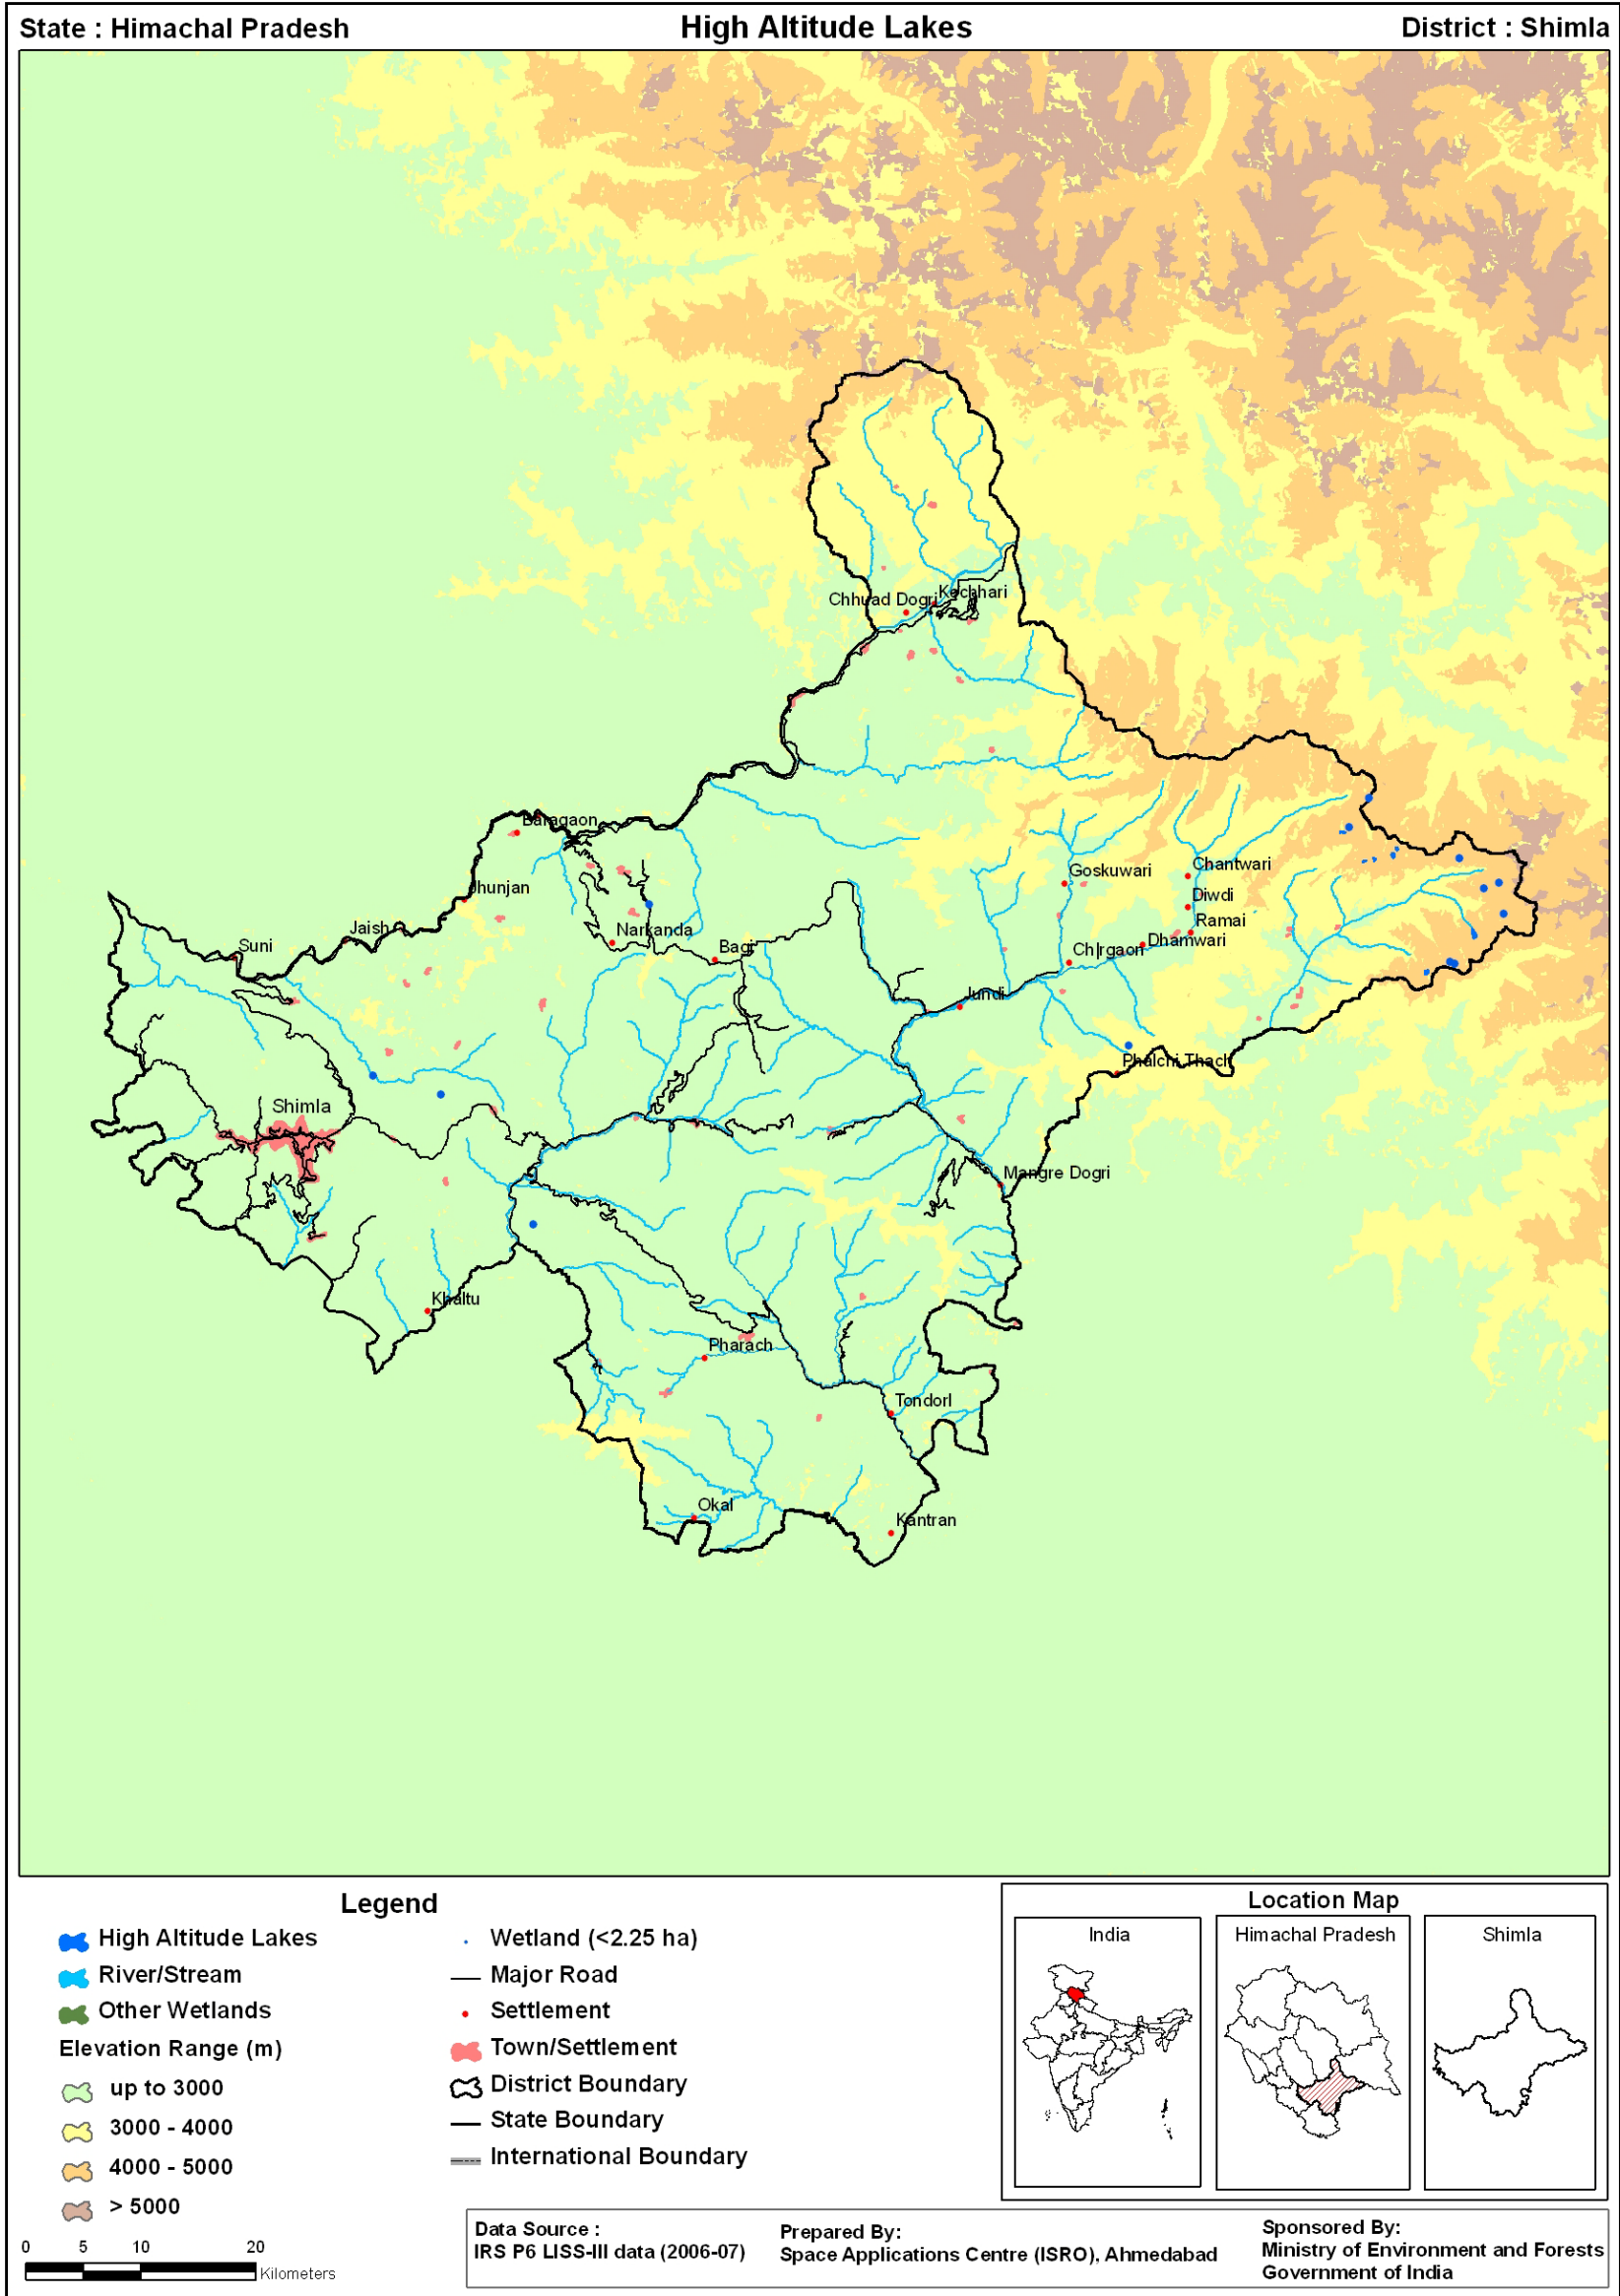 State : Himachal Pradesh
High Altitude Lakes
District : Shimla
Chhuad Dogri
Kachhari
Baragaon
Jhunjan
Jaish
Suni
Narkanda
Bagi
Goskuwari
Chantwari
Diwdi
Ramai
Dhamwari
Ch|rgaon
Jundi
Phalchi Thach
Shimla
Mangre Dogri
Khaltu
Pharach
Tondorl
Okal
Kantran
Legend
High Altitude Lakes
River/Stream
Other Wetlands
Elevation Range (m)
up to 3000
3000 - 4000
4000 - 5000
> 5000
Wetland (<2.25 ha)
Major Road
Settlement
Town/Settlement
District Boundary
State Boundary
International Boundary
0 5 10 20
Kilometers
Location Map
India
Himachal Pradesh
Shimla
Data Source :
IRS P6 LISS-III data (2006-07)
Prepared By:
Space Applications Centre (ISRO), Ahmedabad
Sponsored By:
Ministry of Environment and Forests
Government of India